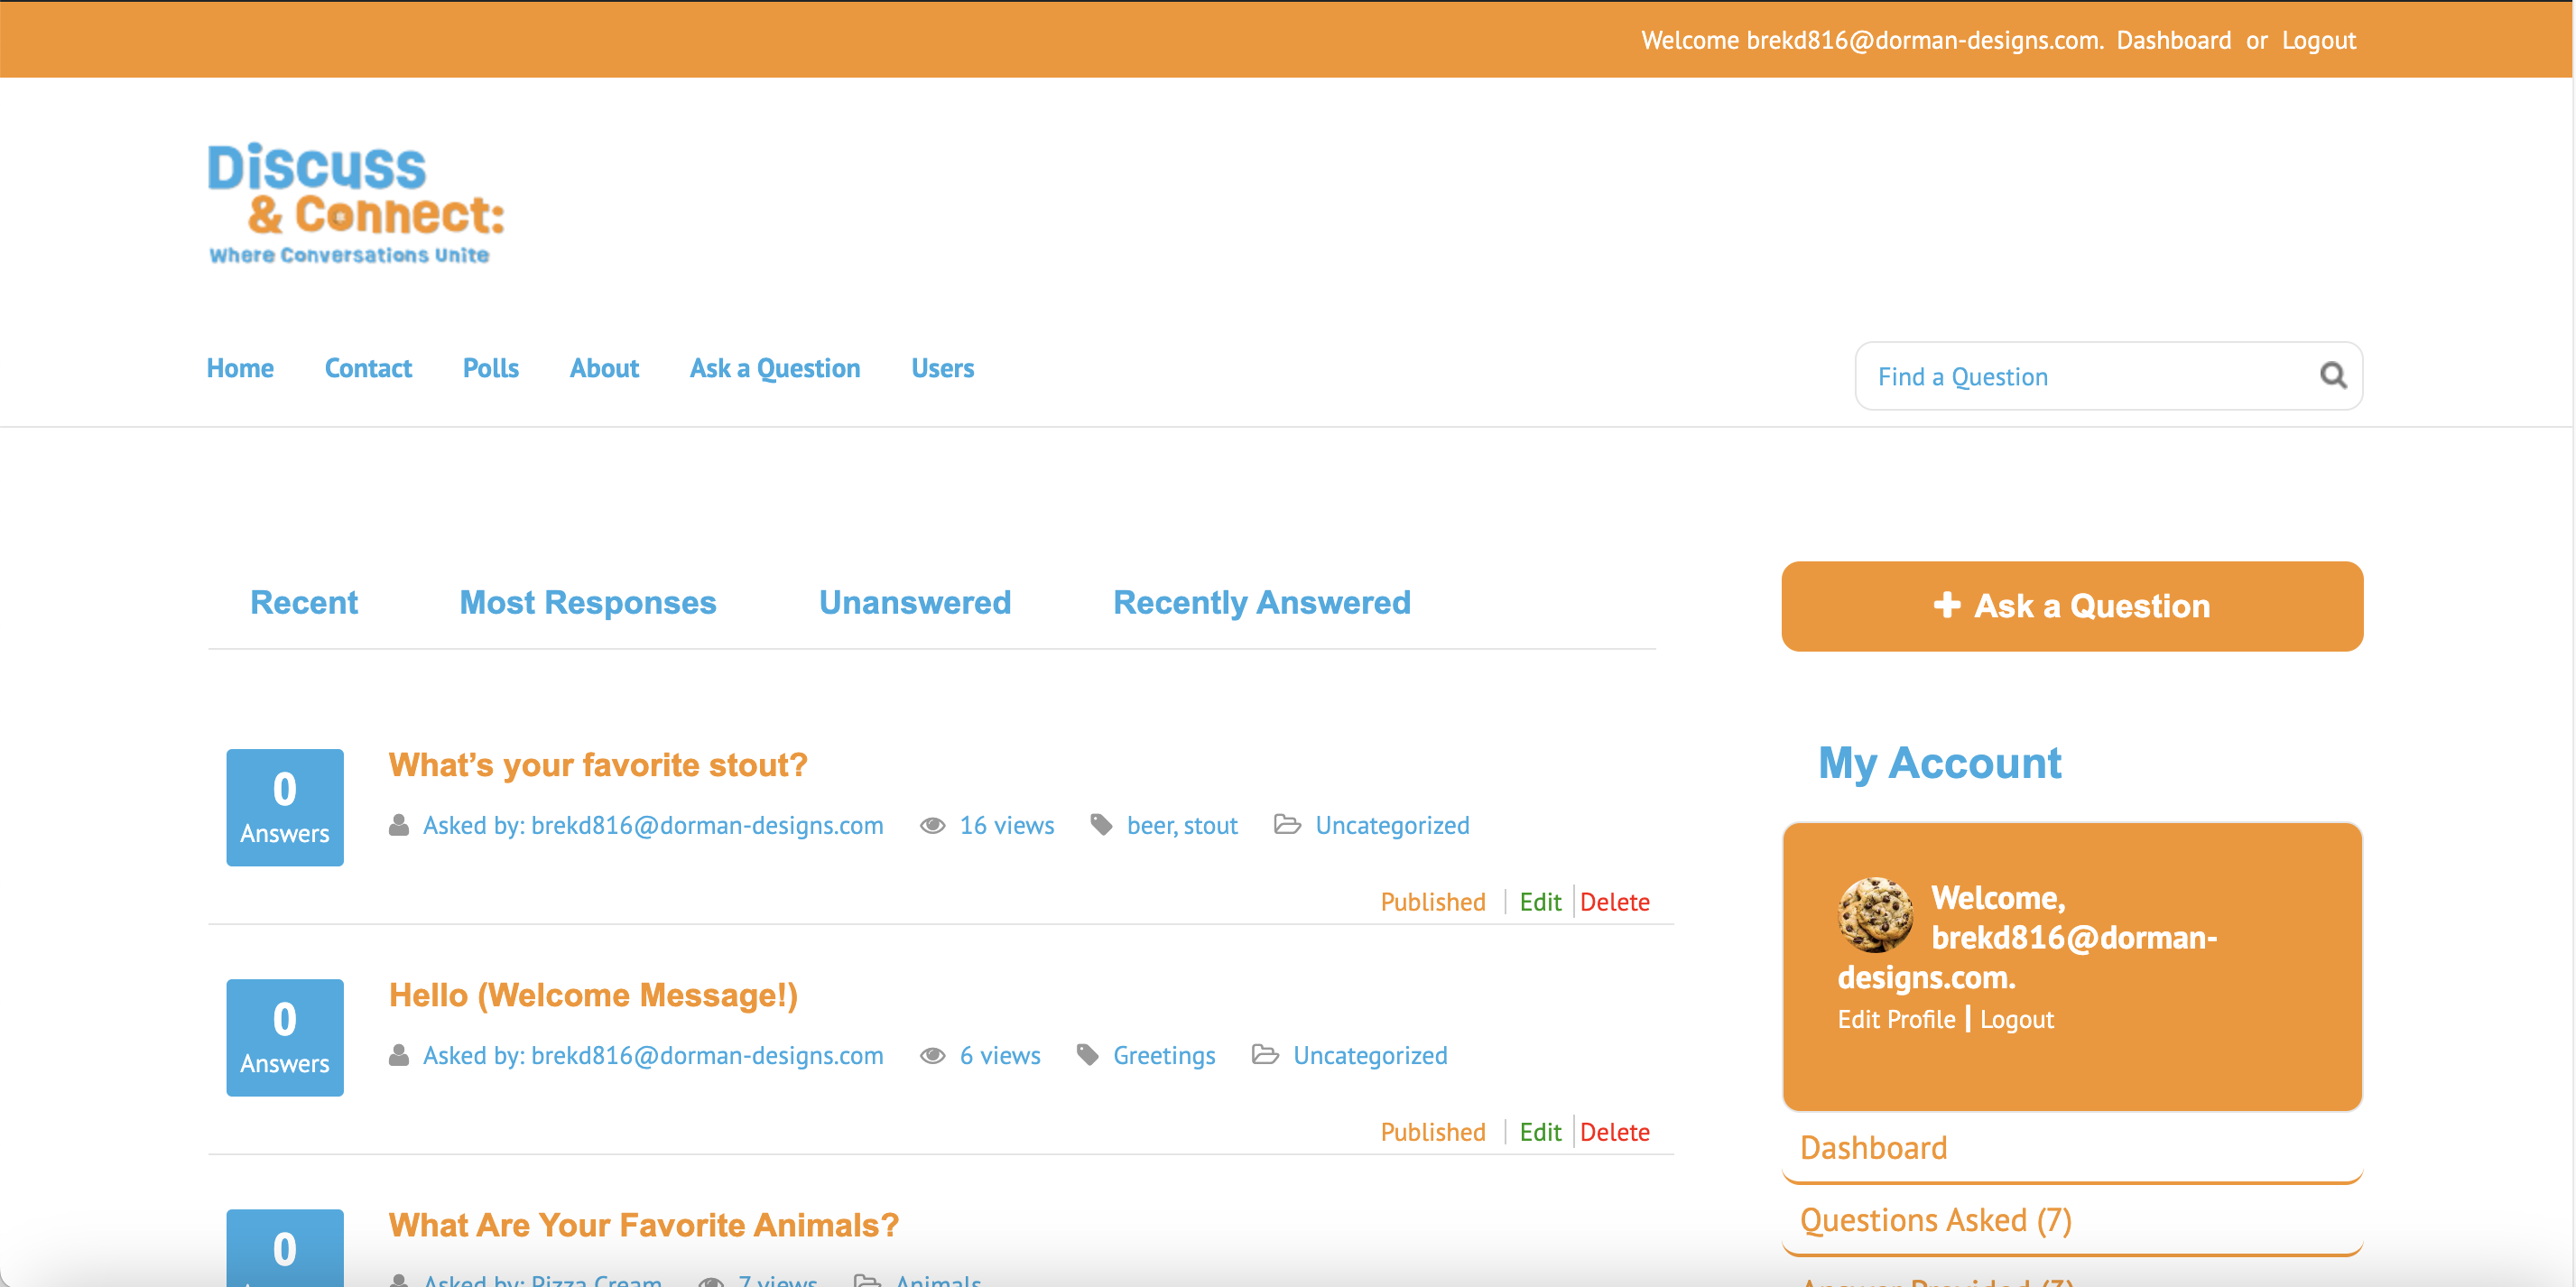 Welcome brekd816@dorman-designs.com. Dashboard or Logout
Discuss
& Connect:
Where Conversations Unite
Home Contact Polls About Ask a Question Users
Find a Question
Recent Most Responses Unanswered Recently Answered
Ask a Question
What’s your favorite stout?
0
Answers
Asked by: brekd816@dorman-designs.com 16 views beer, stout Uncategorized
Published | Edit | Delete
Hello (Welcome Message!)
0
Answers
Asked by: brekd816@dorman-designs.com 6 views Greetings Uncategorized
Published | Edit | Delete
What Are Your Favorite Animals?
0
Asked by: Pizza Cream 7 views Animals
My Account
Welcome,
brekd816@dorman-
designs.com.
Edit Profile | Logout
Dashboard
Questions Asked (7)
Answer Provided (3)